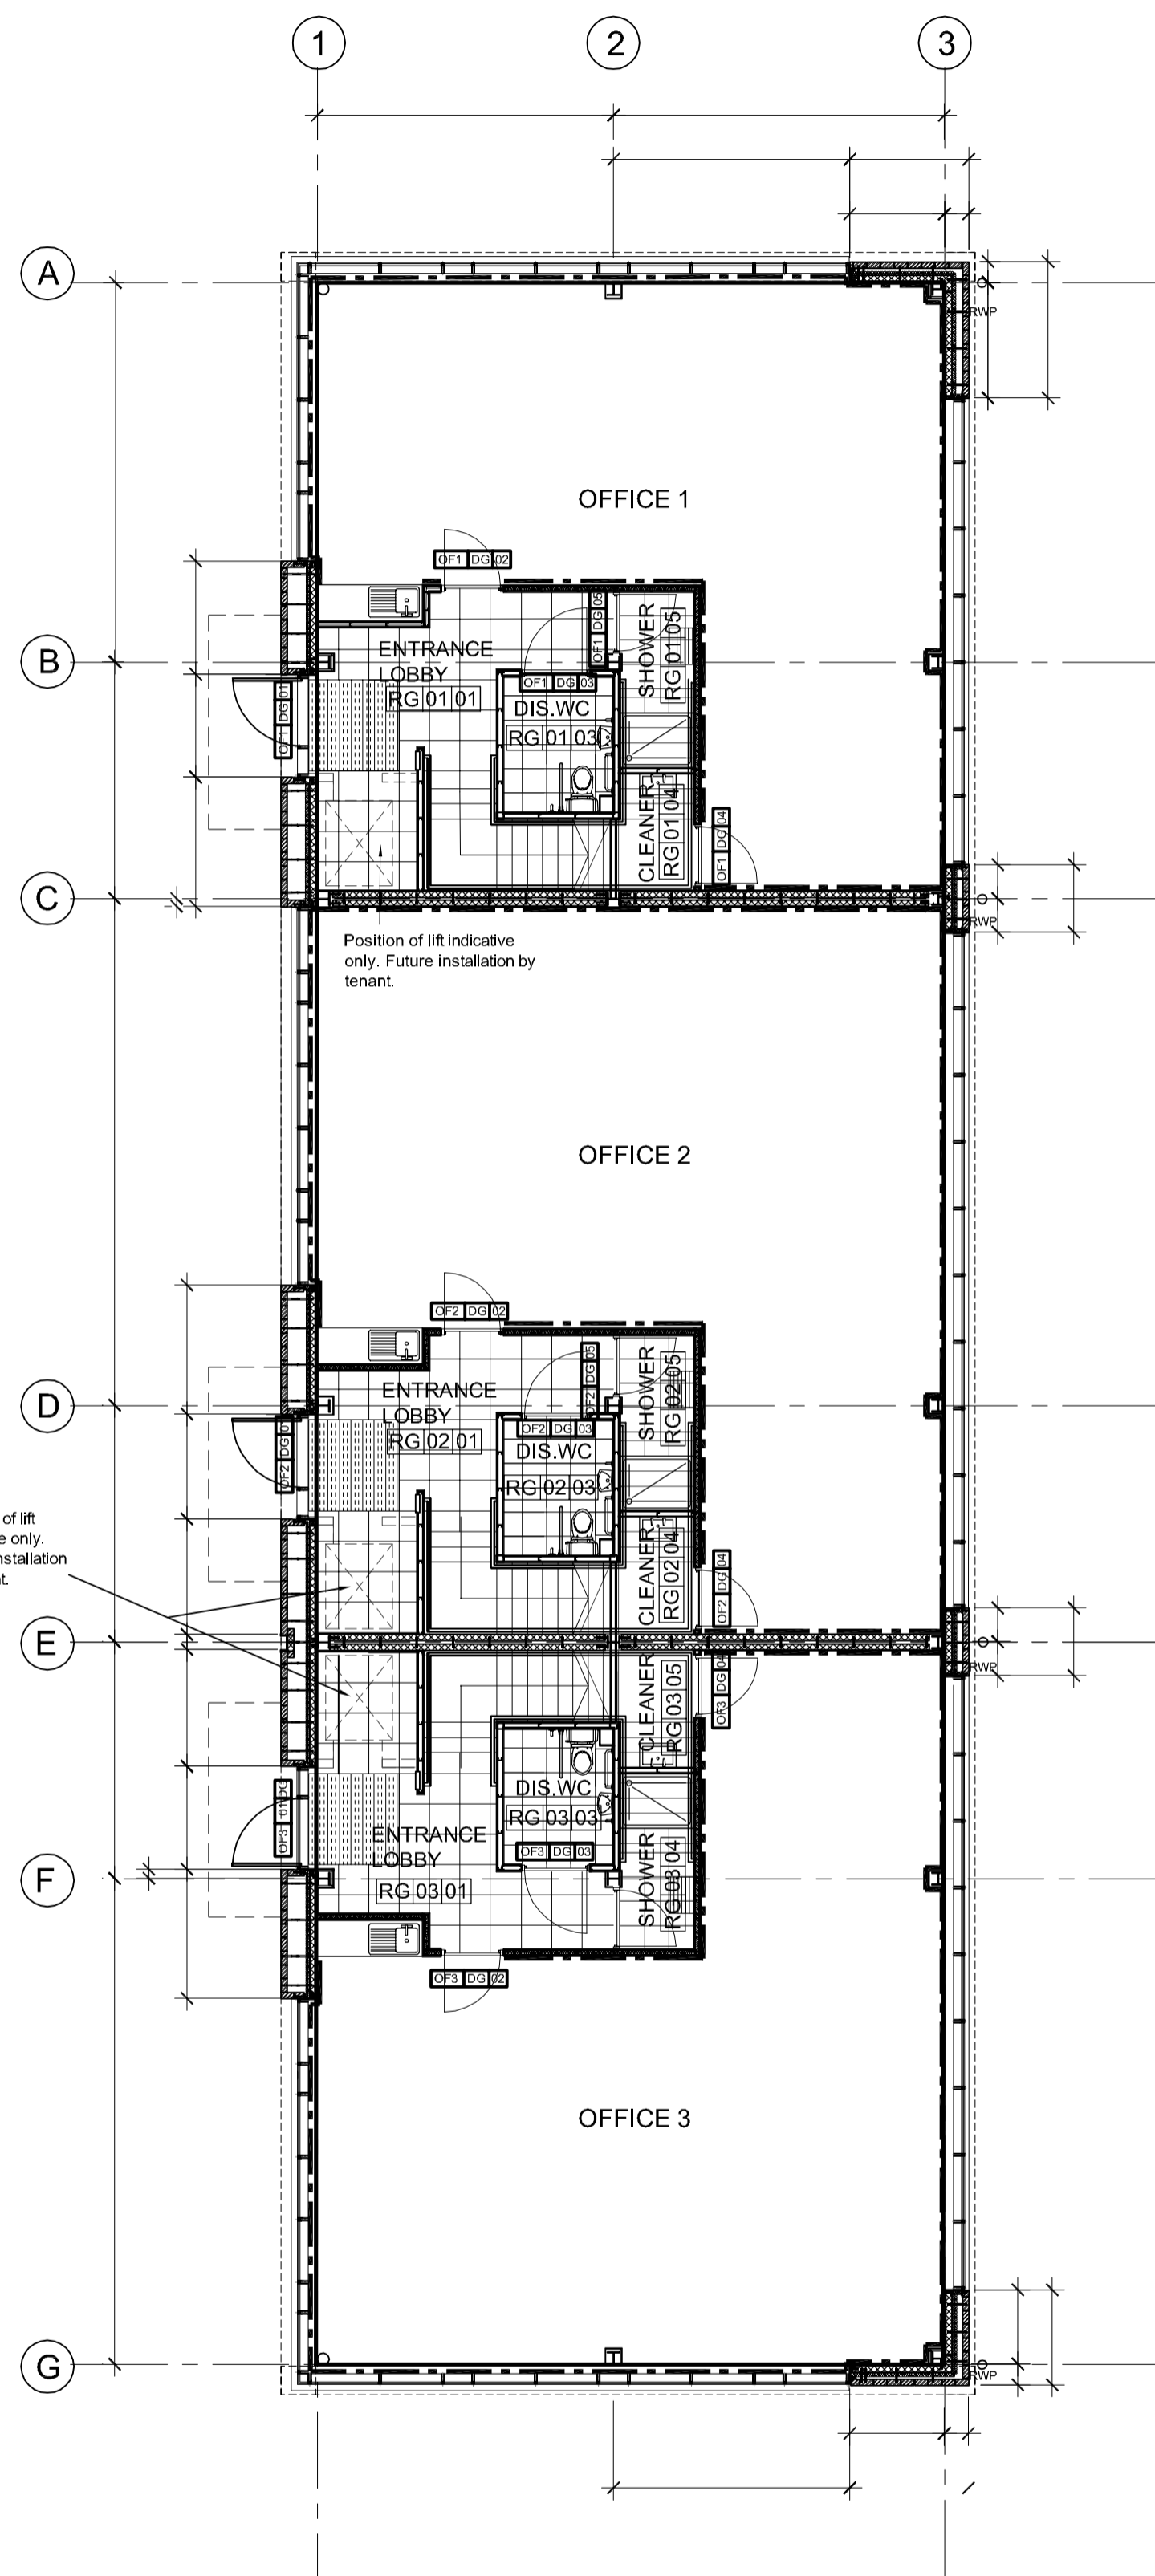 1
2
3
A
RWP
OFFICE 1
OF1 DG 02
OF1 DG 05
SHOWER
RG 01 05
B
ENTRANCE
LOBBY
RG 01 01
OF1 DG 03
DIS.WC
RG 01 03
OF1 DG 01
CLEANER
RG 01 04
OF1 DG 04
C
RWP
Position of lift indicative
only. Future installation by
tenant.
OFFICE 2
OF2 DG 02
OF2 DG 05
SHOWER
RG 02 05
D
ENTRANCE
LOBBY
RG 02 01
OF2 DG 03
DIS.WC
RG 02 03
OF2 DG 01
of lift
e only.
nstallation
t.
CLEANER
RG 02 04
OF2 DG 04
E
RWP
CLEANER
RG 03 05
OF3 DG 04
DIS.WC
RG 03 03
OF3 01 DG
ENTRANCE
LOBBY
OF3 DG 03
SHOWER
RG 03 04
F
RG 03 01
OF3 DG 02
OFFICE 3
G
RWP